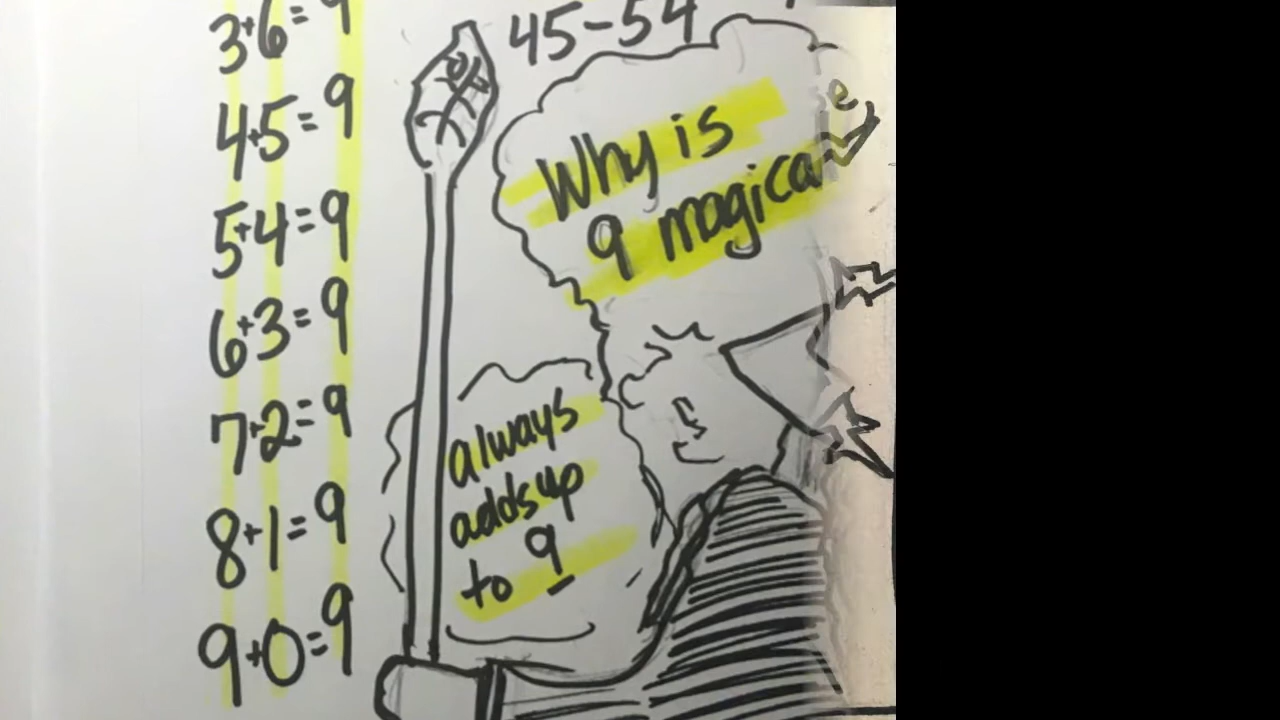 3+6=9
4+5=9
5+4=9
6+3=9
7+2=9
8+1=9
9+0=9
45-54
Why is
9 magica
always
adds up
to 9